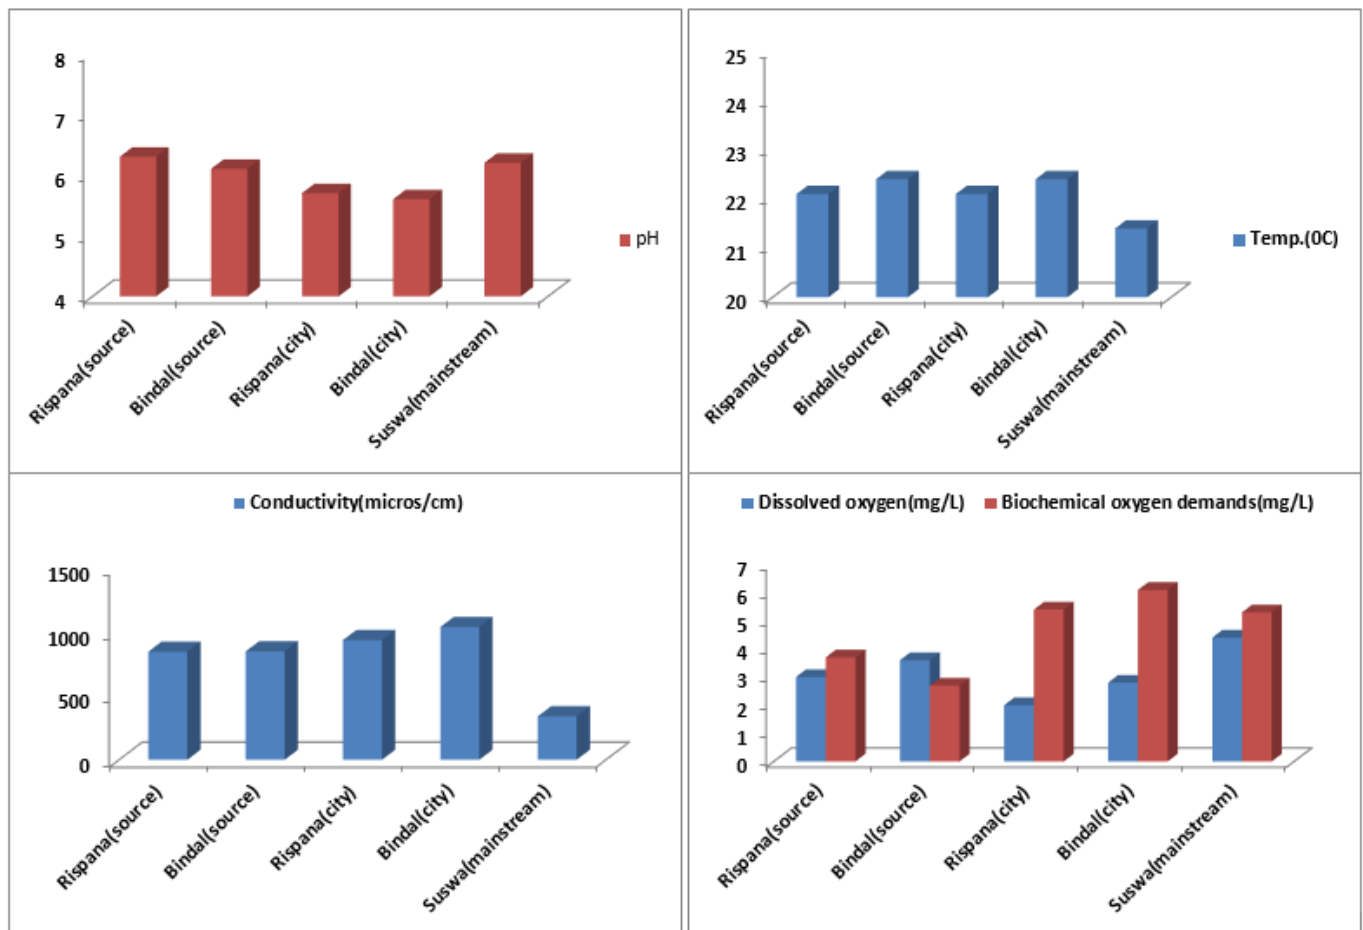 8
7
6
5
4
Rispana(source)
Bindal(source)
Rispana(city)
Bindal(city)
Suswa(mainstream)
pH
25
24
23
22
21
20
Rispana(source)
Bindal(source)
Rispana(city)
Bindal(city)
Suswa(mainstream)
Temp.(0C)
Conductivity(micros/cm)
1500
1000
500
0
Rispana(source)
Bindal(source)
Rispana(city)
Bindal(city)
Suswa(mainstream)
Dissolved oxygen(mg/L) Biochemical oxygen demands(mg/L)
7
6
5
4
3
2
1
0
Rispana(source)
Bindal(source)
Rispana(city)
Bindal(city)
Suswa(mainstream)